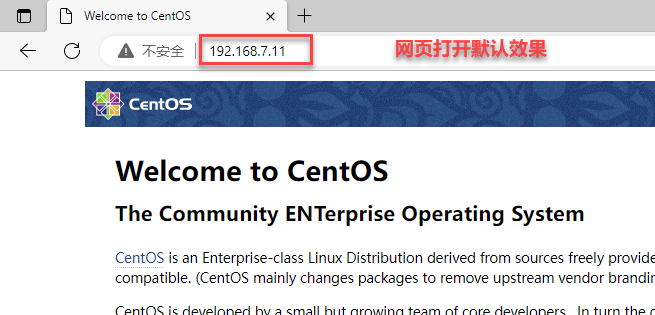 Welcome to CentOS
不安全
192.168.7.11
网页打开默认效果
CentOS
Welcome to CentOS
The Community ENTerprise Operating System
CentOS is an Enterprise-class Linux Distribution derived from sources freely provide
compatible. (CentOS mainly changes packages to remove upstream vendor brandin
CentOS is developed by a small but growing team of core developers. In turn the c